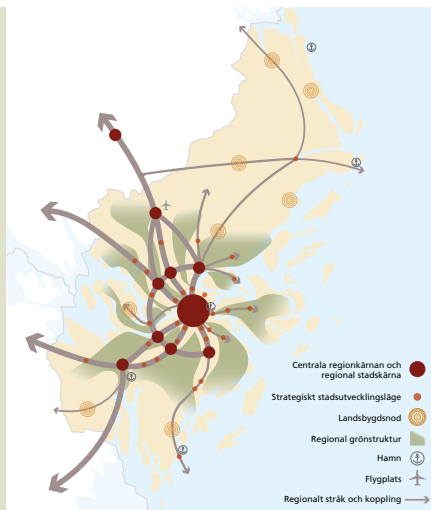 Centrala regionkärnan och
regional stadskärna
Strategiskt stadsutvecklingsläge
Landsbygdsnod
Regional grönstruktur
Hamn
Flygplats
Regionalt stråk och koppling